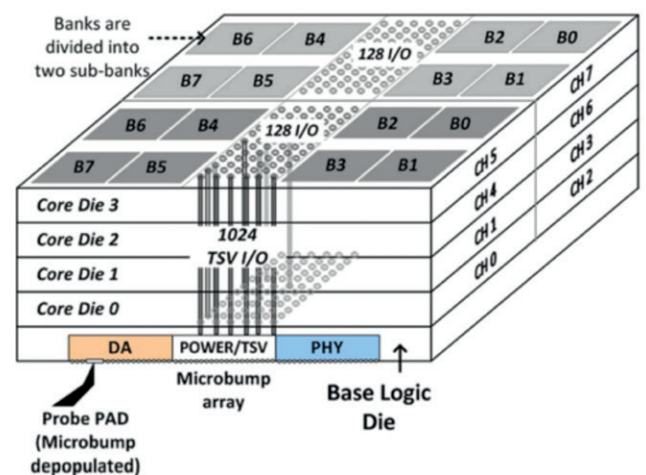 Banks are
divided into
two sub-banks
B6 B4 128 I/O B2 B0
B7 B5 B3 B1 CH 7
B6 B4 128 I/O B2 B0 CH 6
B7 B5 B3 B1 CH 5 CH 3
Core Die 3 CH 4 CH 2
Core Die 2 1024 CH 1
Core Die 1 TSV I/O CH 0
Core Die 0
DA POWER/TSV PHY
Microbump
array
Base Logic
Die
Probe PAD
(Microbump
depopulated)